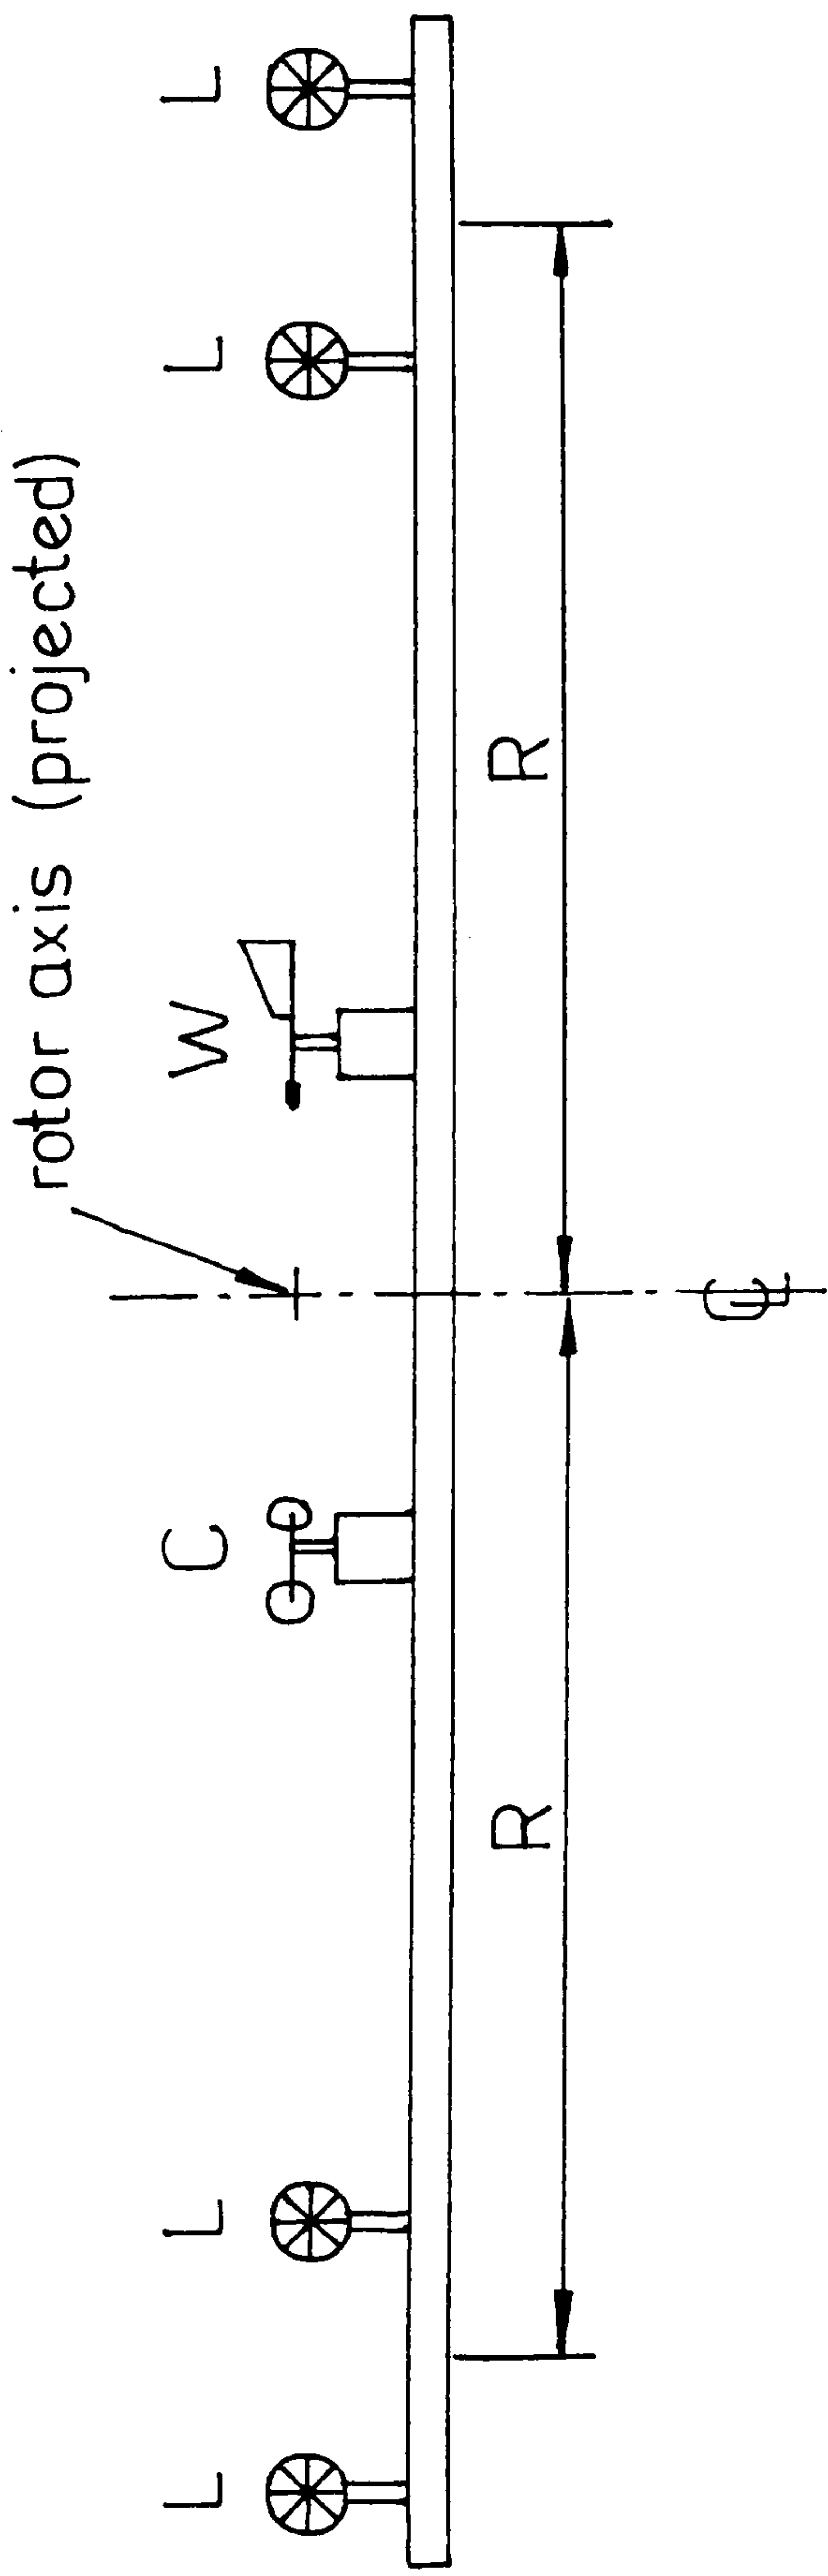 rotor axis (projected)
L L C W L L
R R
℄